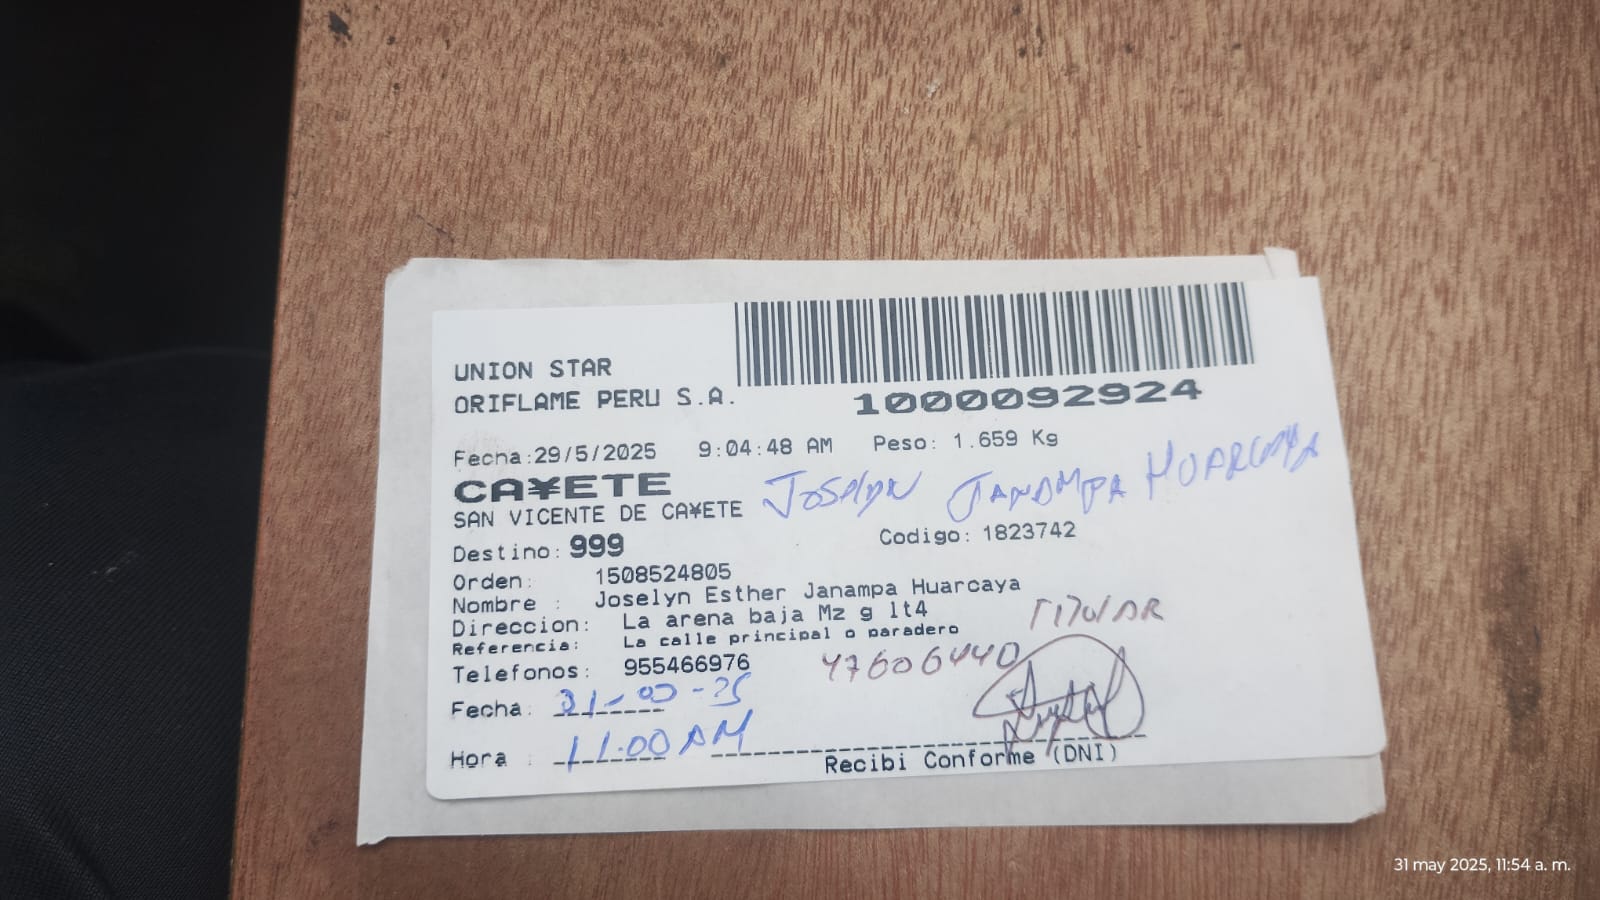 UNION STAR
ORIFLAME PERU S.A.
1000092924
Fecha:29/5/2025 9:04:48 AM Peso: 1.659 Kg
CA¥ETE
SAN VICENTE DE CA¥ETE
Joselyn Janampa Huarcaya
Destino: 999
Codigo: 1823742
Orden: 1508524805
Nombre : Joselyn Esther Janampa Huarcaya
Direccion: La arena baja Mz g lt4
Referencia: La calle principal o paradero
TITULAR
Telefonos: 955466976
47606440
Fecha:
Hora : 11:00 AM
Recibi Conforme (DNI)
31 may 2025, 11:54 a. m.